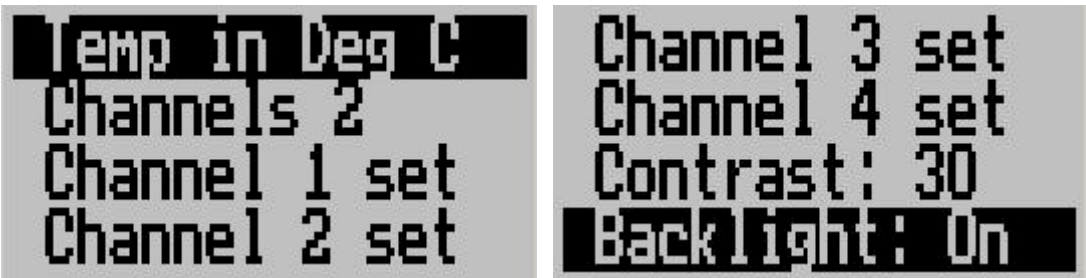 Temp in Deg C
Channels 2
Channel 1 set
Channel 2 set
Channel 3 set
Channel 4 set
Contrast: 30
Backlight: On